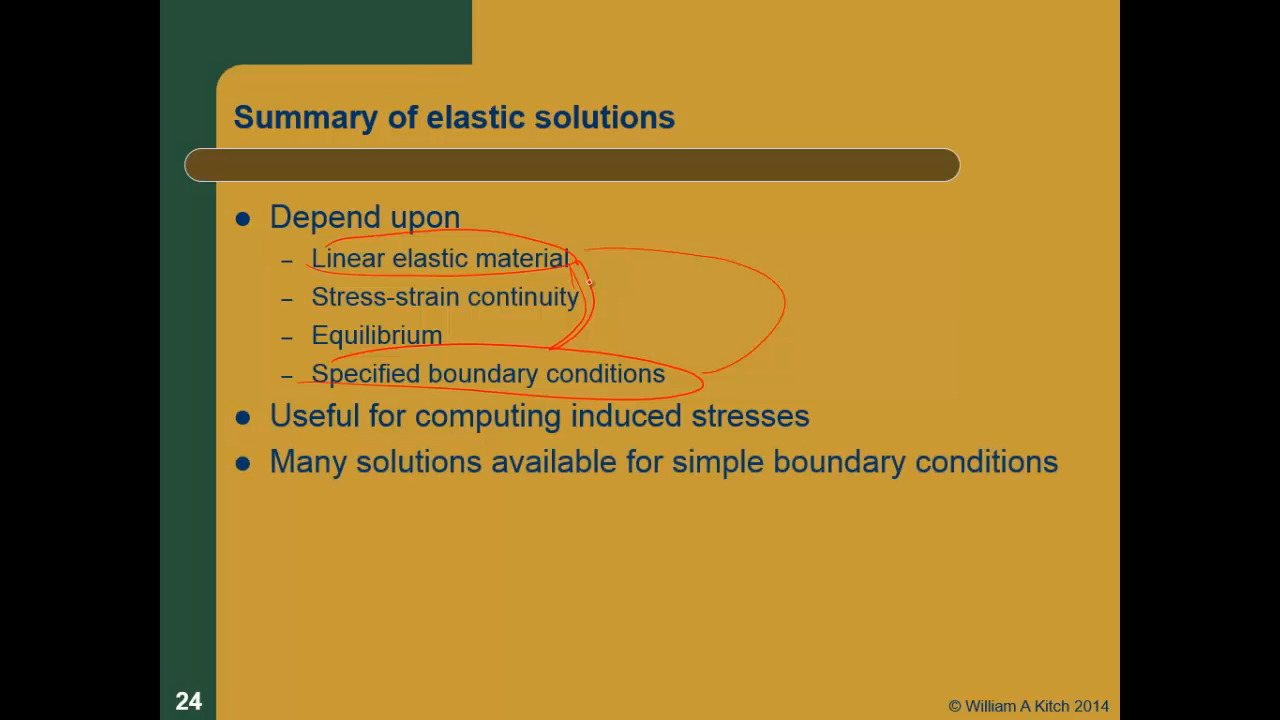 Summary of elastic solutions
● Depend upon
– Linear elastic material
– Stress-strain continuity
– Equilibrium
– Specified boundary conditions
● Useful for computing induced stresses
● Many solutions available for simple boundary conditions
24
© William A Kitch 2014